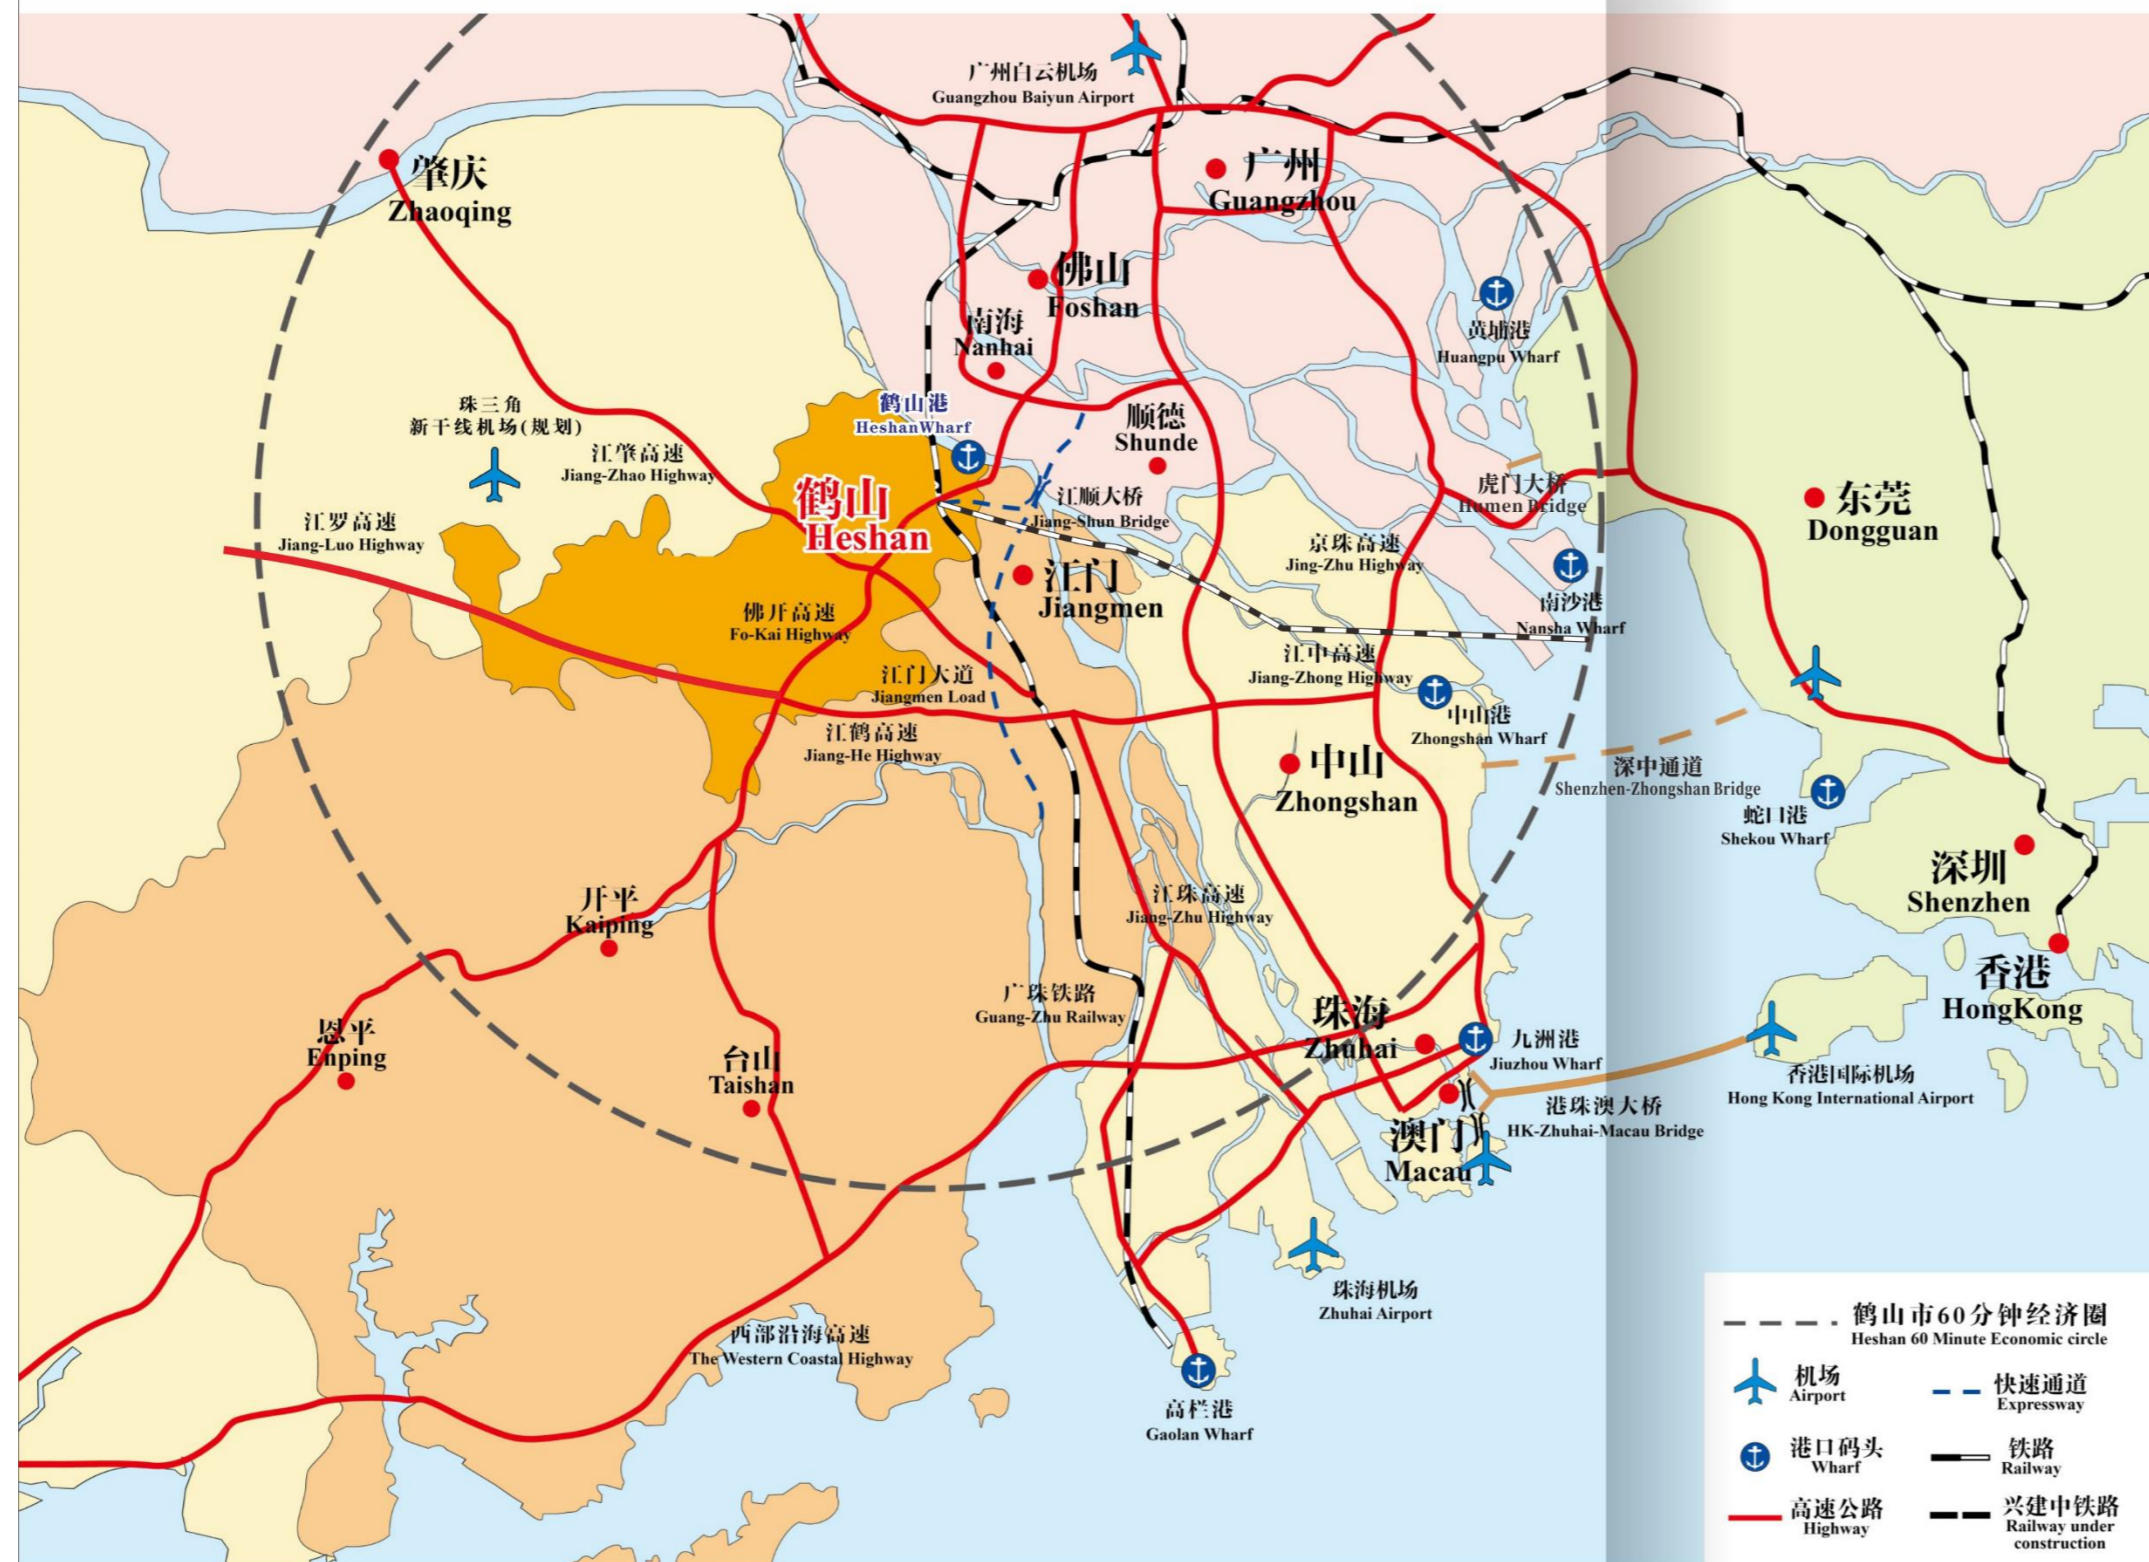 广州白云机场
Guangzhou Baiyun Airport
肇庆
Zhaoqing
广州
Guangzhou
佛山
Foshan
南海
Nanhai
黄埔港
Huangpu Wharf
鹤山港
HeshanWharf
珠三角
新干线机场(规划)
江肇高速
Jiang-Zhao Highway
顺德
Shunde
鹤山
Heshan
江顺大桥
Jiang-Shun Bridge
虎门大桥
Humen Bridge
东莞
Dongguan
江罗高速
Jiang-Luo Highway
京珠高速
Jing-Zhu Highway
江门
Jiangmen
南沙港
Nansha Wharf
佛开高速
Fo-Kai Highway
江中高速
Jiang-Zhong Highway
江门大道
Jiangmen Load
中山港
Zhongshan Wharf
江鹤高速
Jiang-He Highway
中山
Zhongshan
深中通道
Shenzhen-Zhongshan Bridge
蛇口港
Shekou Wharf
深圳
Shenzhen
开平
Kaiping
江珠高速
Jiang-Zhu Highway
香港
HongKong
广珠铁路
Guang-Zhu Railway
珠海
Zhuhai
恩平
Enping
台山
Taishan
九洲港
Jiuzhou Wharf
香港国际机场
Hong Kong International Airport
港珠澳大桥
HK-Zhuhai-Macau Bridge
澳门
Macau
珠海机场
Zhuhai Airport
西部沿海高速
The Western Coastal Highway
高栏港
Gaolan Wharf
鹤山市60分钟经济圈
Heshan 60 Minute Economic circle
机场
Airport
快速通道
Expressway
港口码头
Wharf
铁路
Railway
高速公路
Highway
兴建中铁路
Railway under
construction